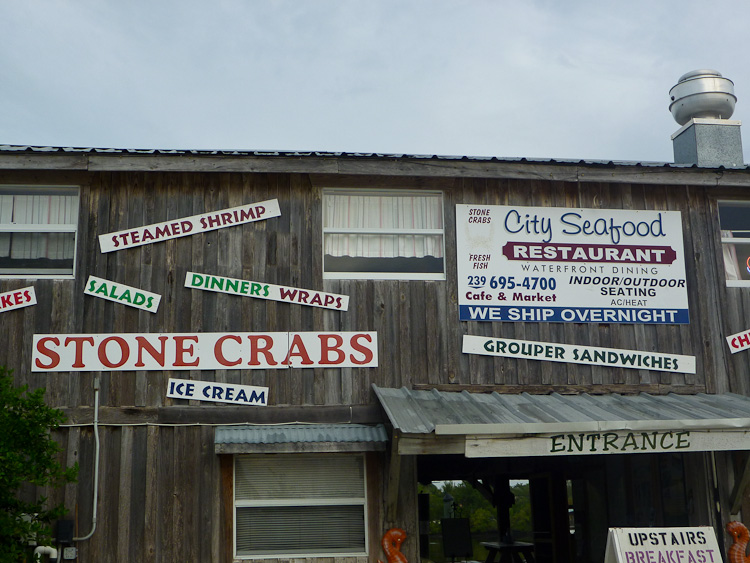 STEAMED SHRIMP
SALADS
DINNERS WRAPS
STONE CRABS
ICE CREAM
STONE
CRABS
City Seafood
RESTAURANT
WATERFRONT DINING
FRESH
FISH
INDOOR/OUTDOOR
SEATING
AC/HEAT
239 695-4700
Cafe & Market
WE SHIP OVERNIGHT
GROUPER SANDWICHES
ENTRANCE
UPSTAIRS
BREAKFAST